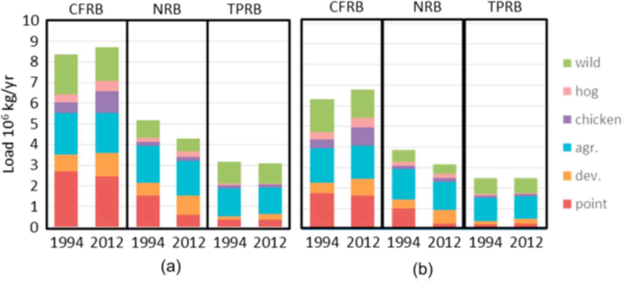 CFRB NRB TPRB
CFRB NRB TPRB
10
9
8
7
6
5
4
3
2
1
0
Load 10⁶ kg/yr
1994 2012 1994 2012 1994 2012
1994 2012 1994 2012 1994 2012
(a)
(b)
wild
hog
chicken
agr.
dev.
point